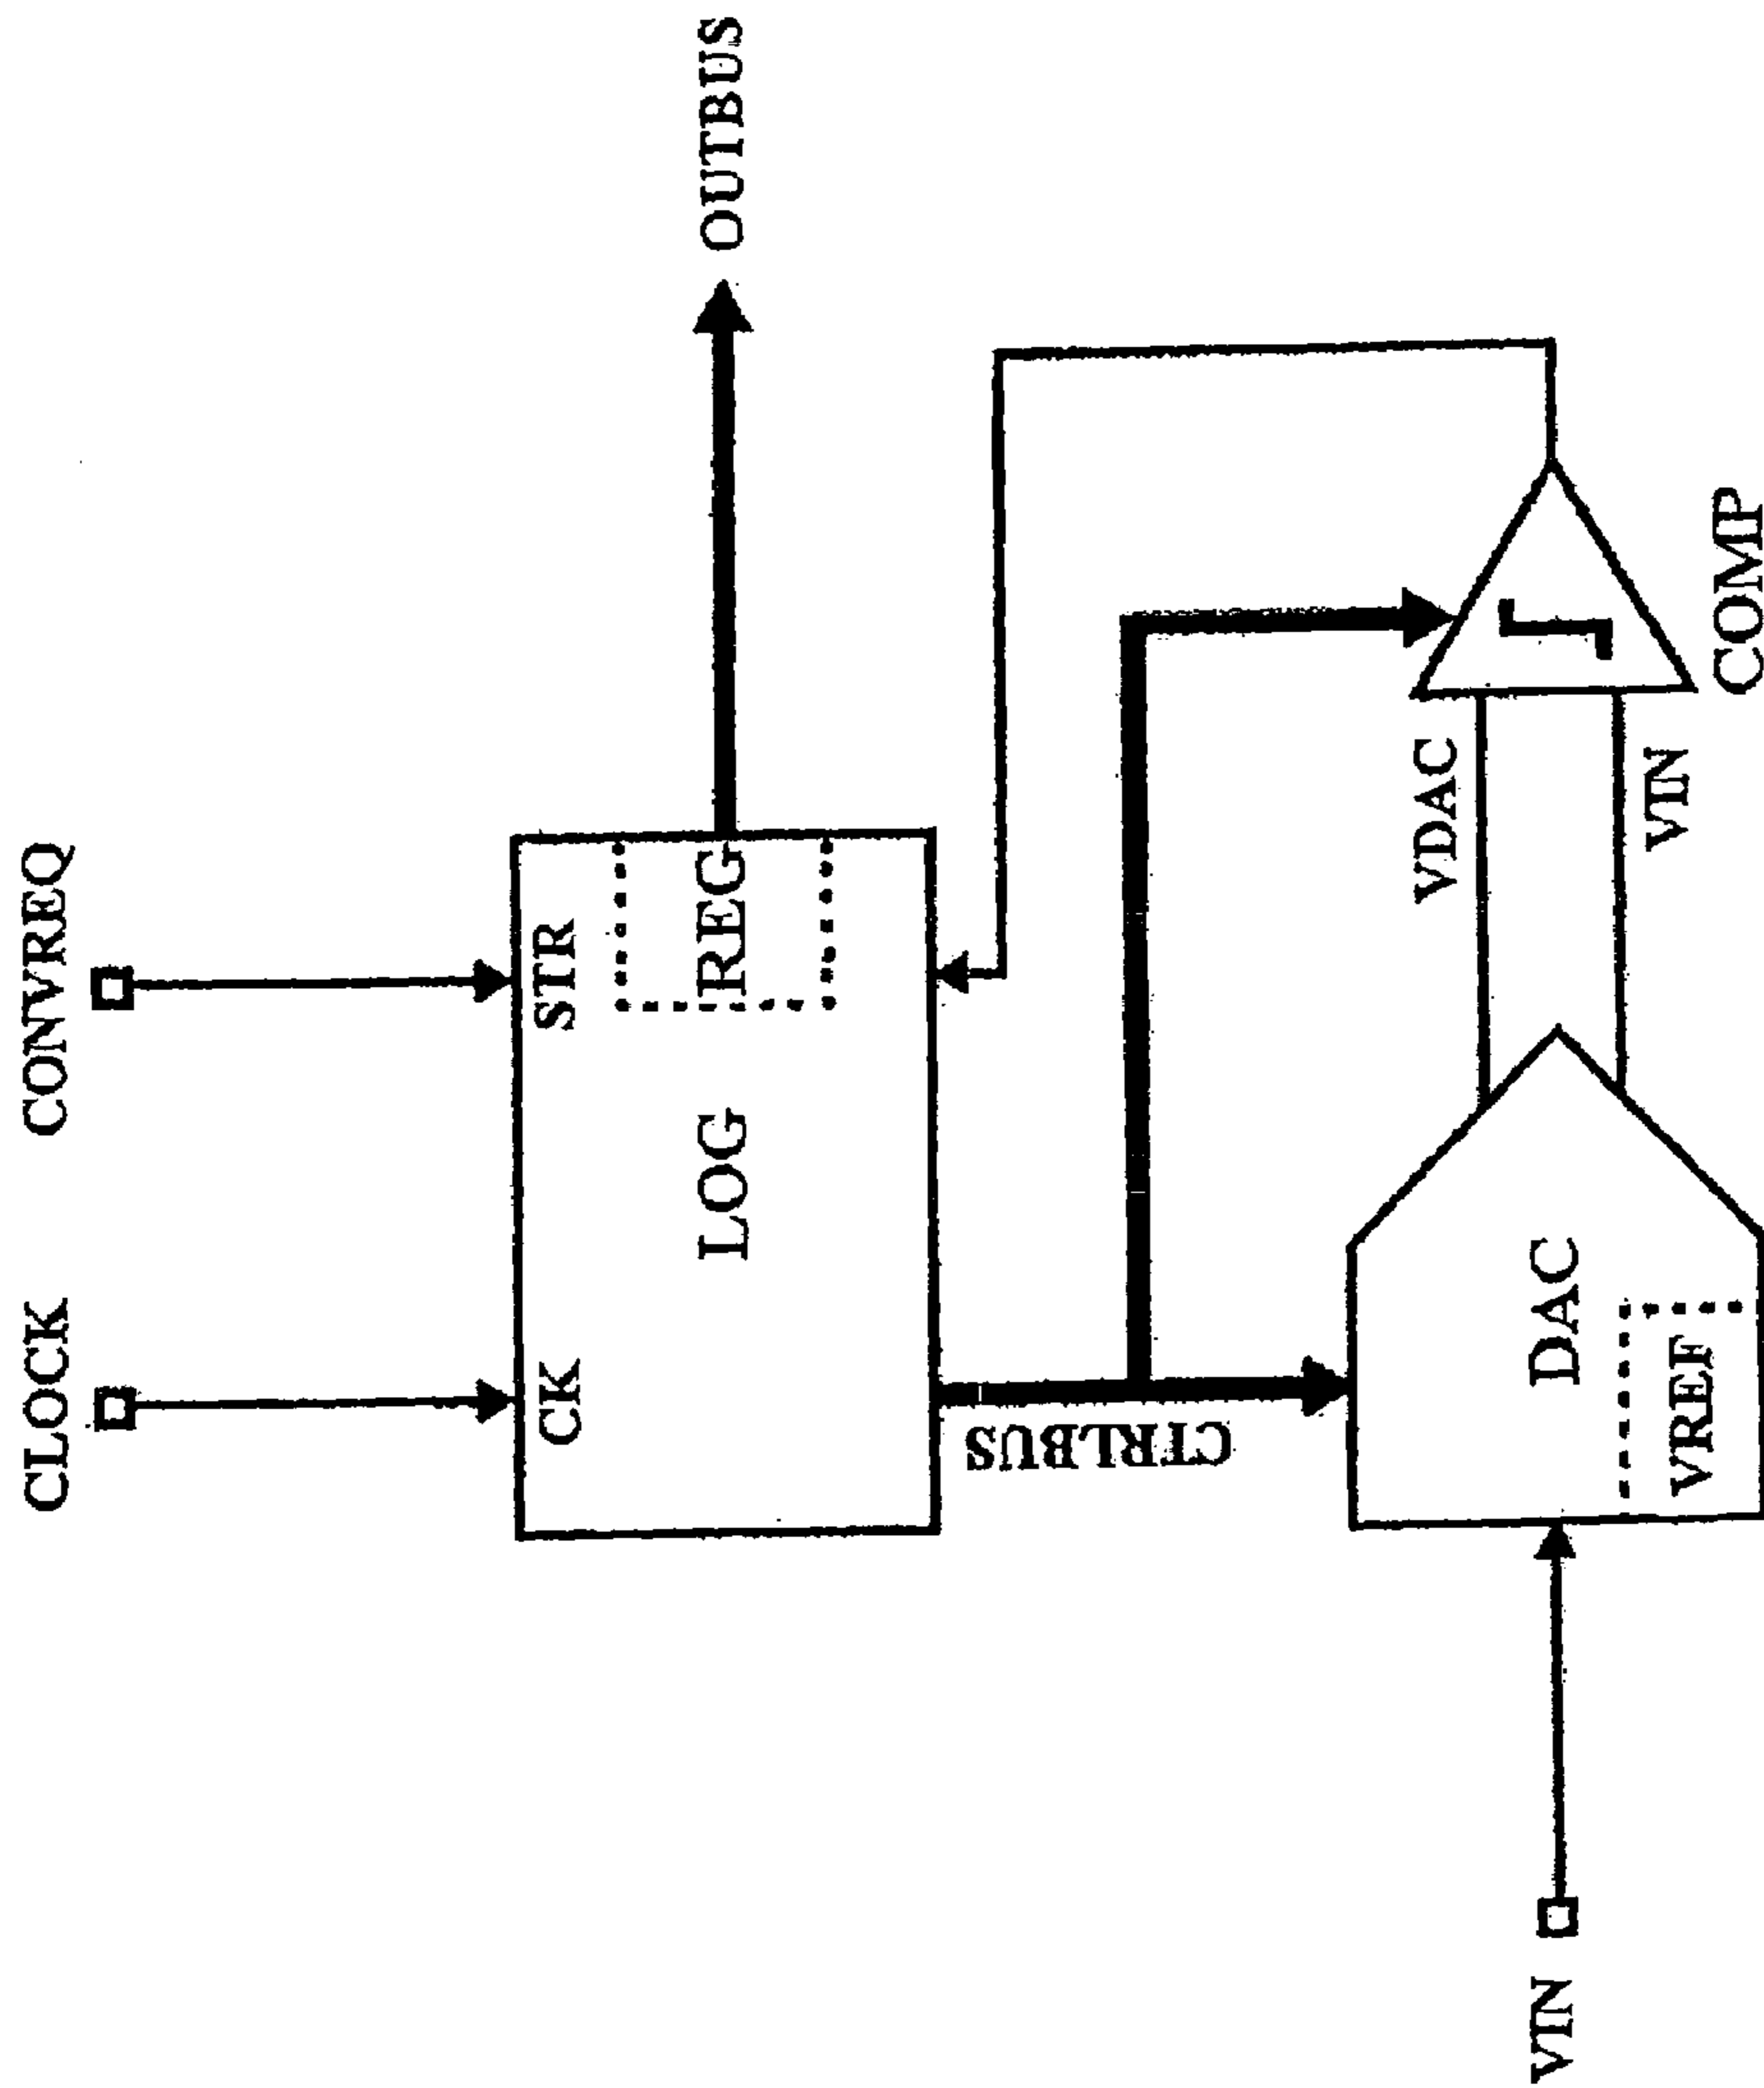 CLOCK
CONVREQ
CK
STR
LOG
REG
OUTBUS
CTRLBUS
VDAC
VIN
DAC
VIN
VREF
COMP